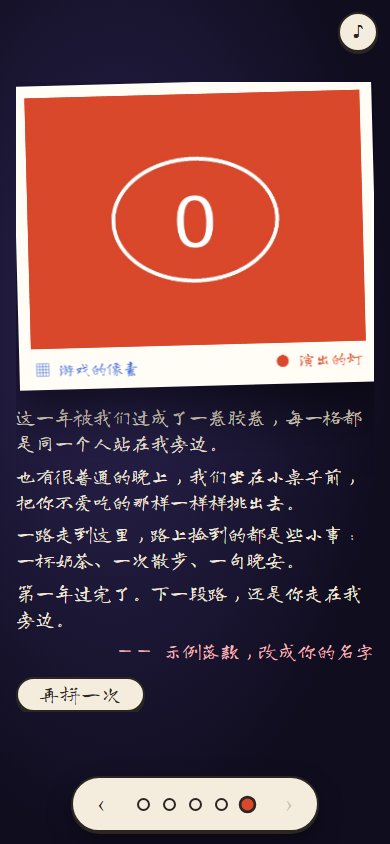 ♪
0
游戏的像素
演出的灯
这一年被我们过成了一卷胶卷，每一格都
是同一个人站在我旁边。
也有很普通的晚上，我们坐在小桌子前，
把你不爱吃的那样一样样挑出去。
一路走到这里，路上捡到的都是些小事：
一杯奶茶、一次散步、一句晚安。
第一年过完了。下一段路，还是你走在我
旁边。
—— 示例落款，改成你的名字
再拼一次
‹ ›